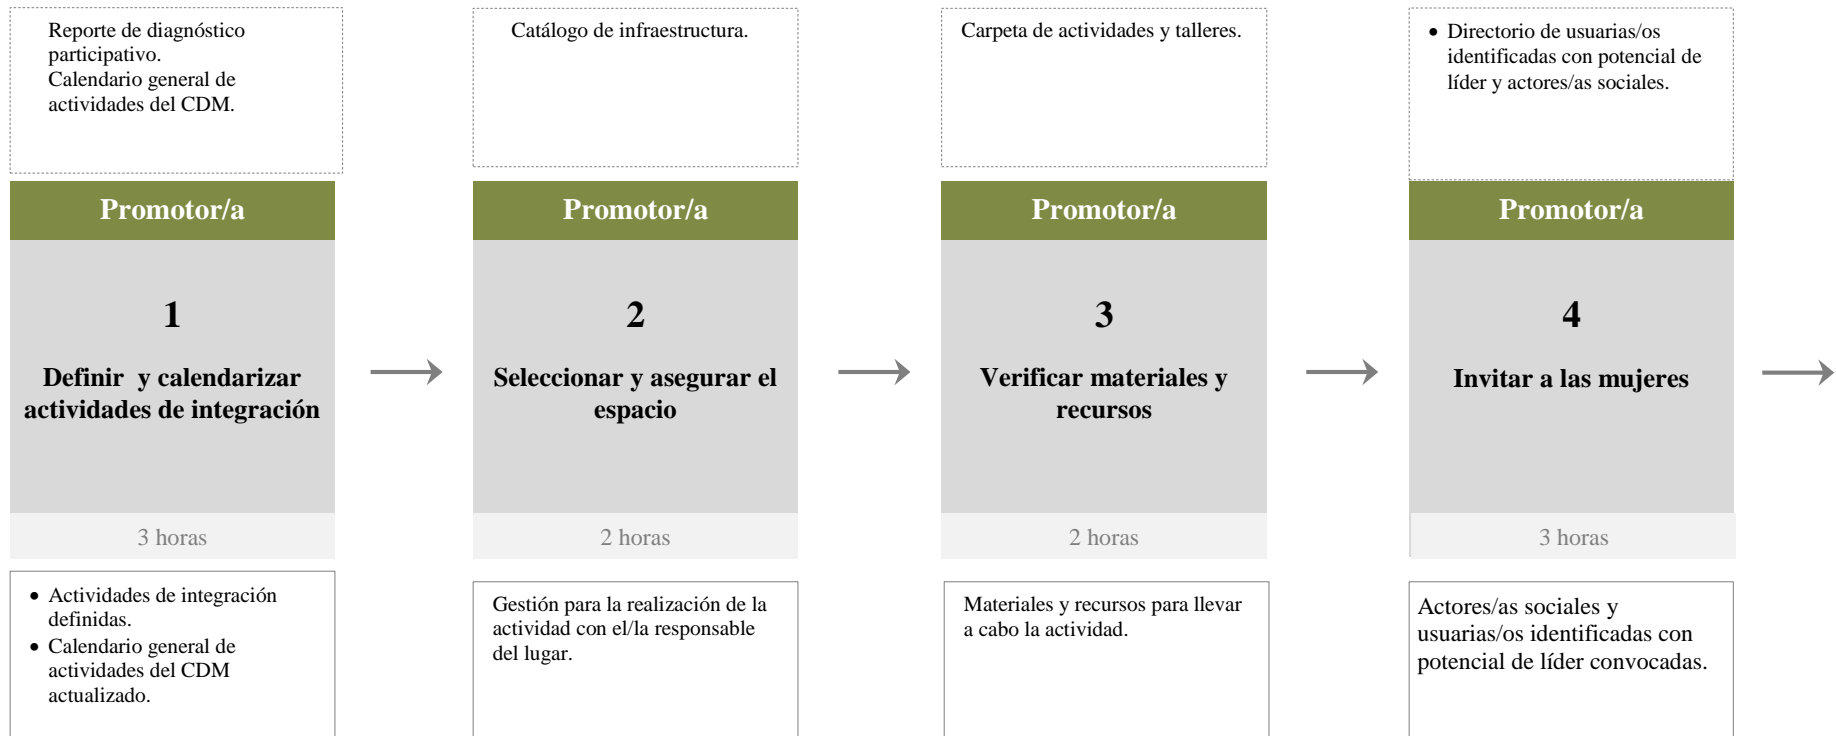 Reporte de diagnóstico
participativo.
Calendario general de
actividades del CDM.
Promotor/a
1
Definir  y calendarizar
actividades de integración
3 horas
• Actividades de integración
definidas.
• Calendario general de
actividades del CDM
actualizado.
Catálogo de infraestructura.
Promotor/a
2
Seleccionar y asegurar el
espacio
2 horas
Gestión para la realización de la
actividad con el/la responsable
del lugar.
Carpeta de actividades y talleres.
Promotor/a
3
Verificar materiales y
recursos
2 horas
Materiales y recursos para llevar
a cabo la actividad.
• Directorio de usuarias/os
identificadas con potencial de
líder y actores/as sociales.
Promotor/a
4
Invitar a las mujeres
3 horas
Actores/as sociales y
usuarias/os identificadas con
potencial de líder convocadas.